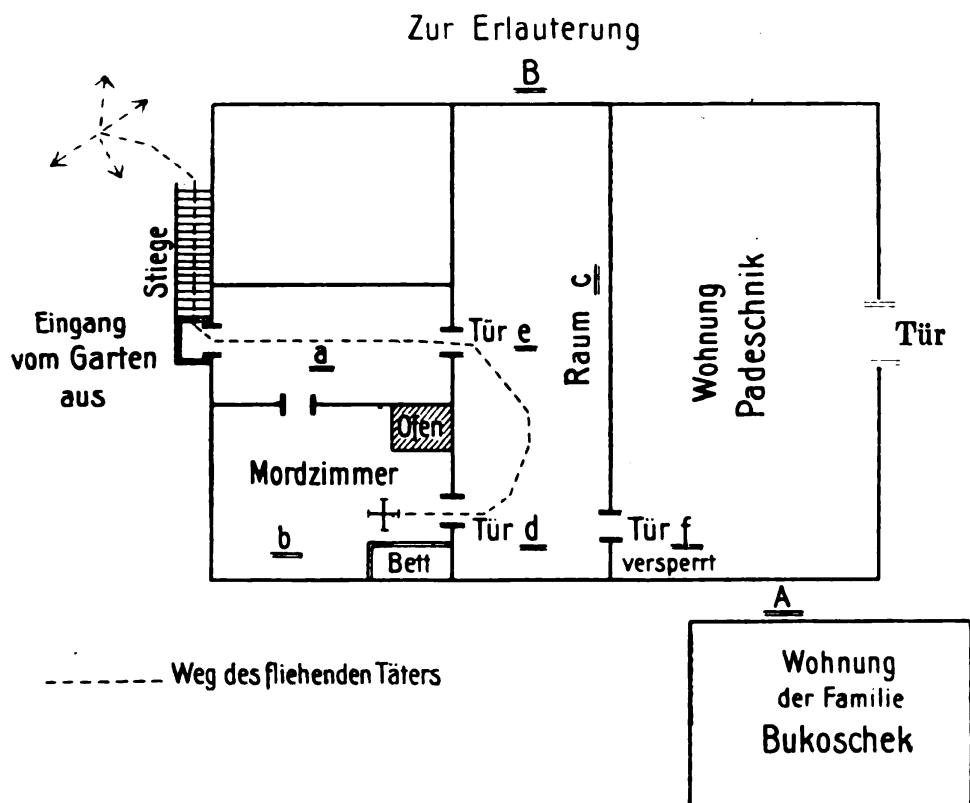 Zur Erlauterung
B
Stiege
Eingang
vom Garten
aus
a
Tür e
Raum c
Wohnung
Padeschnik
Tür
Ofen
Mordzimmer
b
Bett
Tür d
Tür f
versperrt
A
Wohnung
der Familie
Bukoschek
Weg des fliehenden Täters